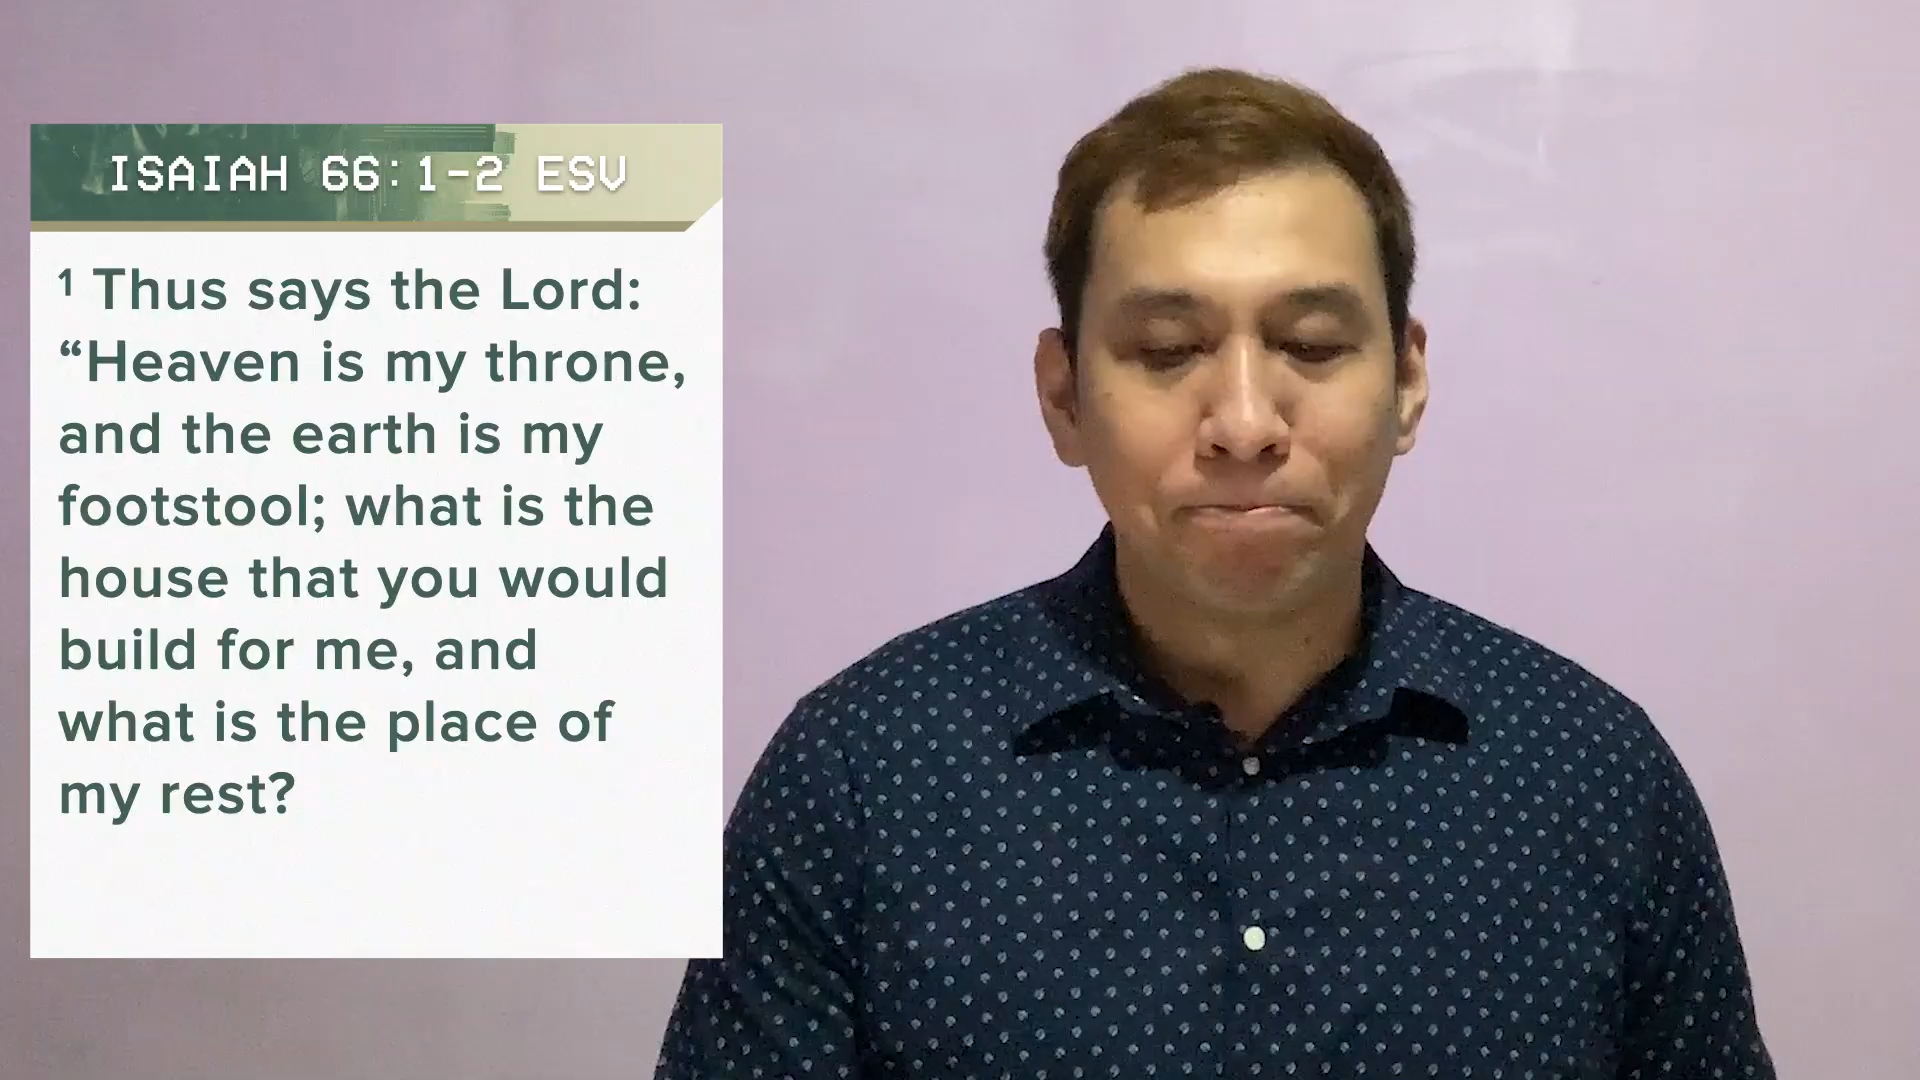 ISAIAH 66:1-2 ESV
¹ Thus says the Lord:
“Heaven is my throne,
and the earth is my
footstool; what is the
house that you would
build for me, and
what is the place of
my rest?